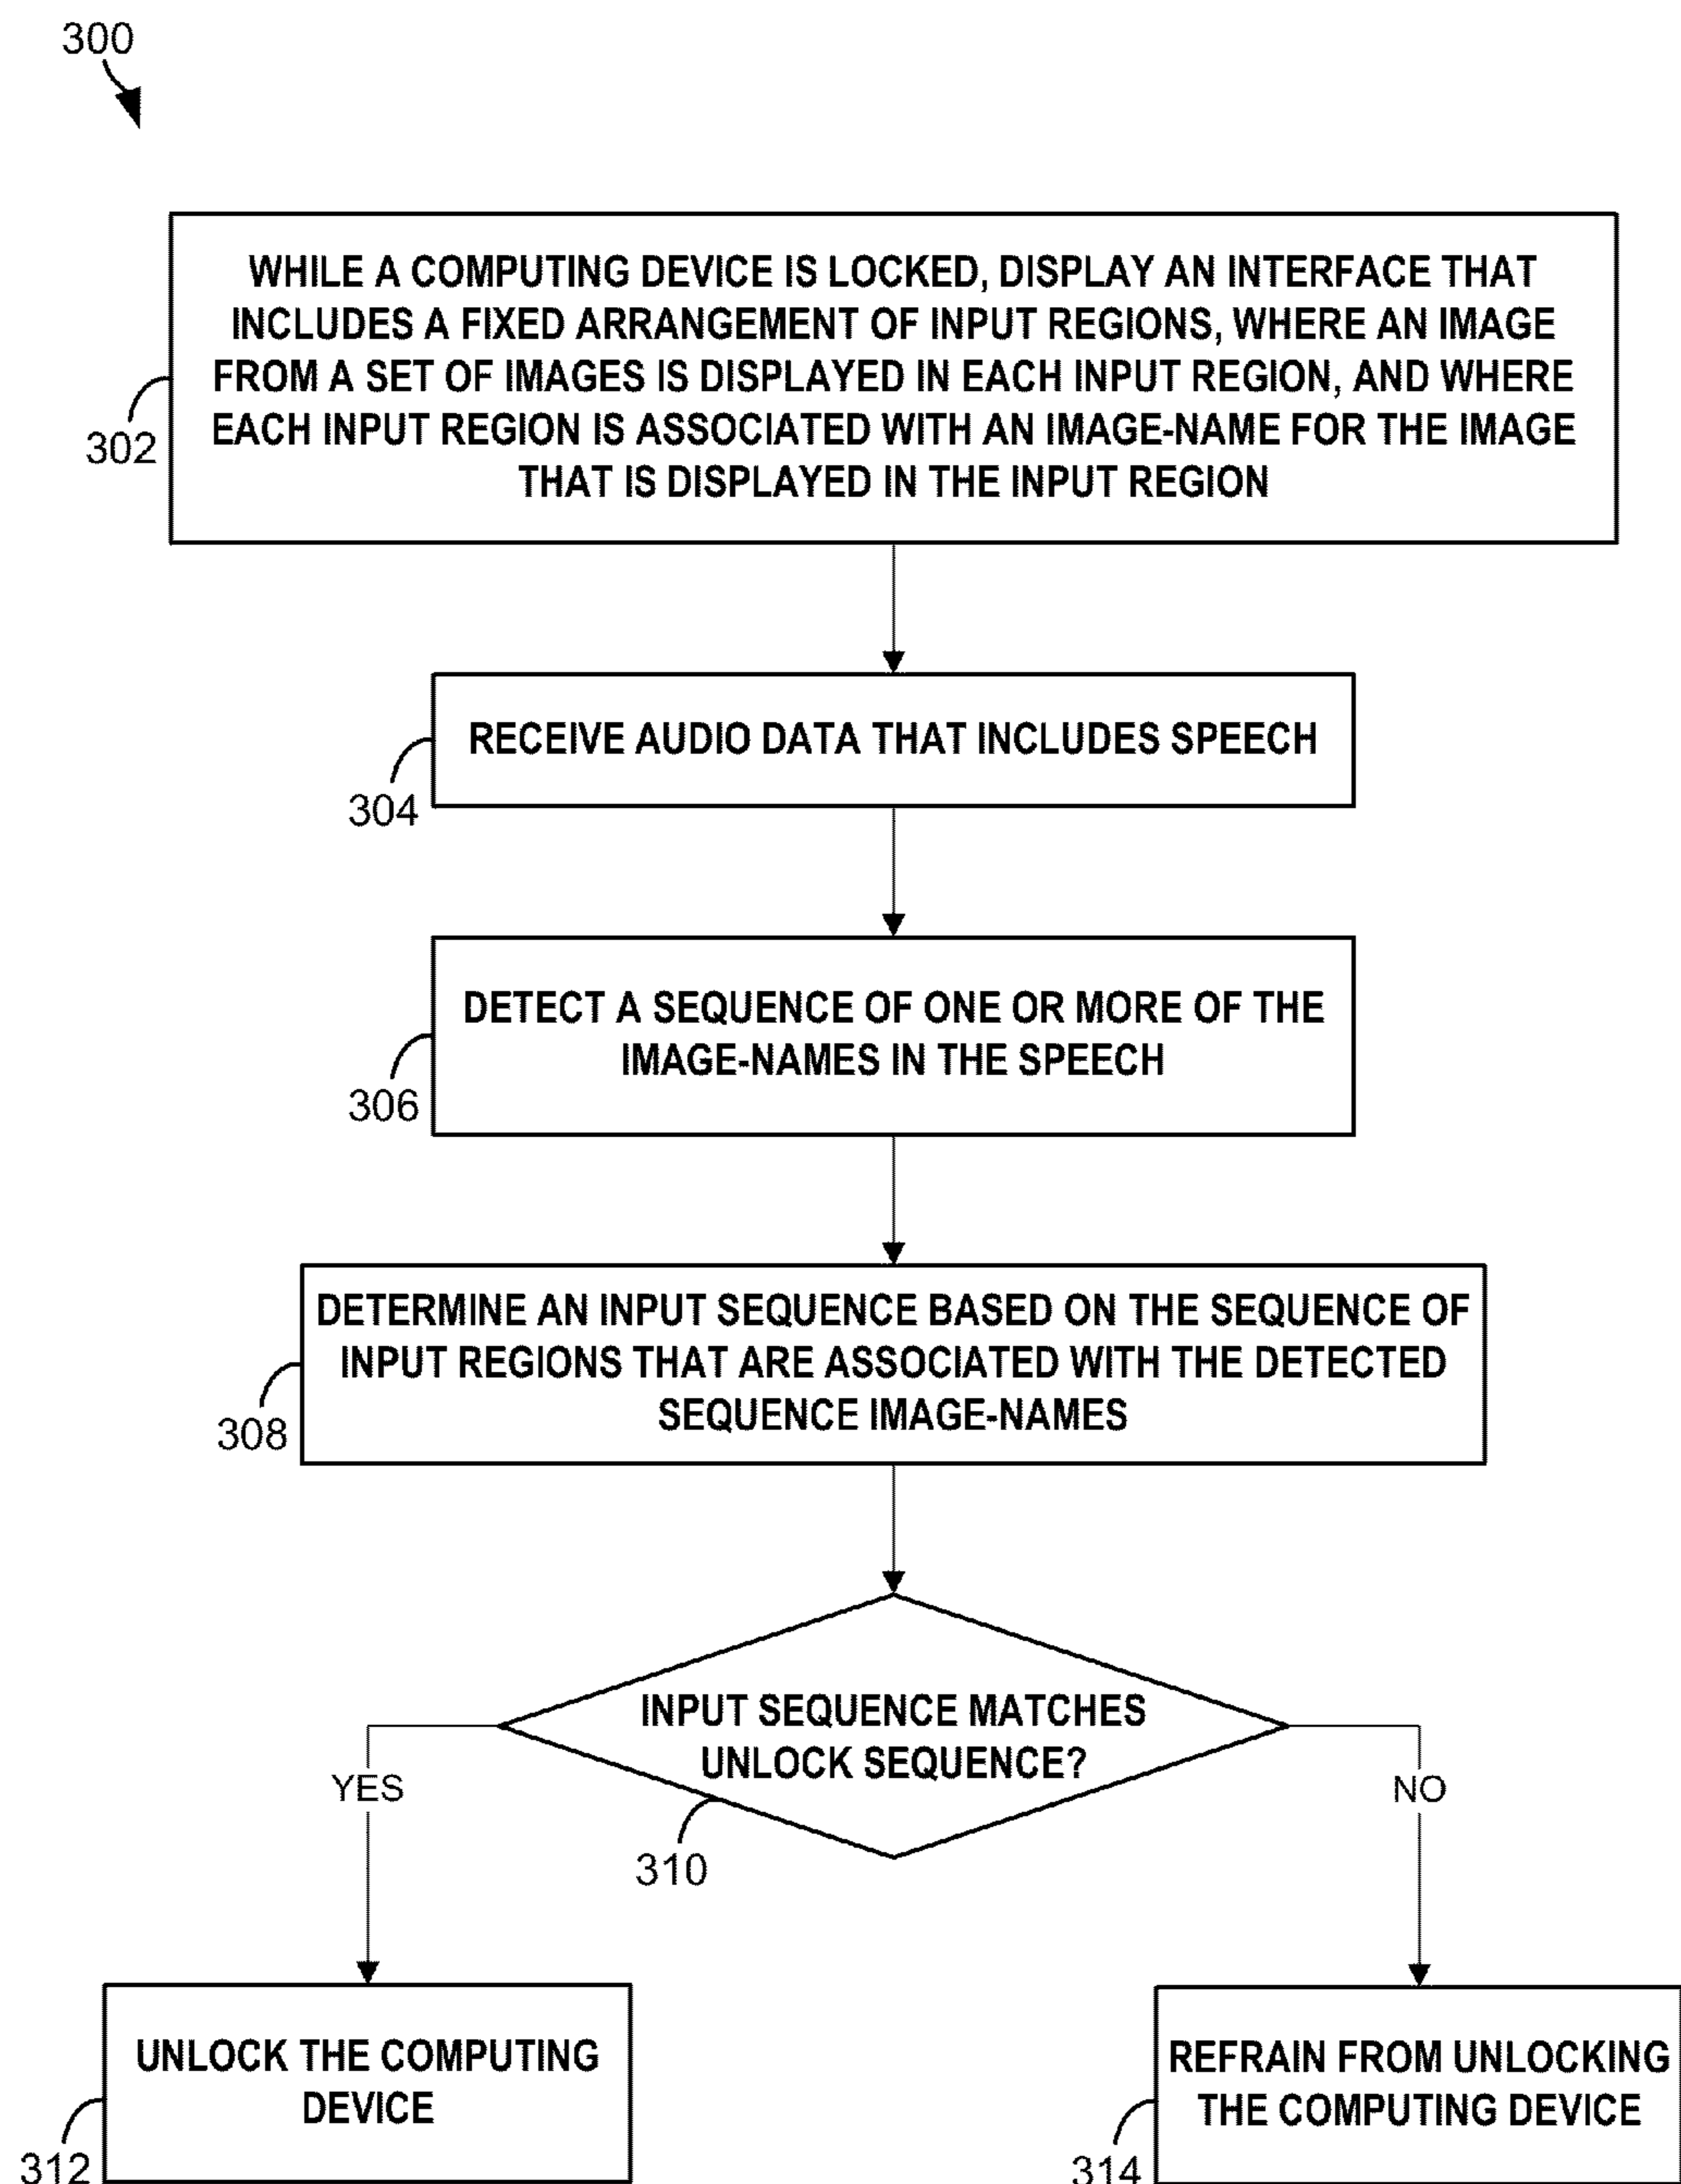 300
WHILE A COMPUTING DEVICE IS LOCKED, DISPLAY AN INTERFACE THAT
INCLUDES A FIXED ARRANGEMENT OF INPUT REGIONS, WHERE AN IMAGE
FROM A SET OF IMAGES IS DISPLAYED IN EACH INPUT REGION, AND WHERE
EACH INPUT REGION IS ASSOCIATED WITH AN IMAGE-NAME FOR THE IMAGE
THAT IS DISPLAYED IN THE INPUT REGION
302
RECEIVE AUDIO DATA THAT INCLUDES SPEECH
304
DETECT A SEQUENCE OF ONE OR MORE OF THE
IMAGE-NAMES IN THE SPEECH
306
DETERMINE AN INPUT SEQUENCE BASED ON THE SEQUENCE OF
INPUT REGIONS THAT ARE ASSOCIATED WITH THE DETECTED
SEQUENCE IMAGE-NAMES
308
INPUT SEQUENCE MATCHES
UNLOCK SEQUENCE?
310
YES
NO
UNLOCK THE COMPUTING
DEVICE
312
REFRAIN FROM UNLOCKING
THE COMPUTING DEVICE
314